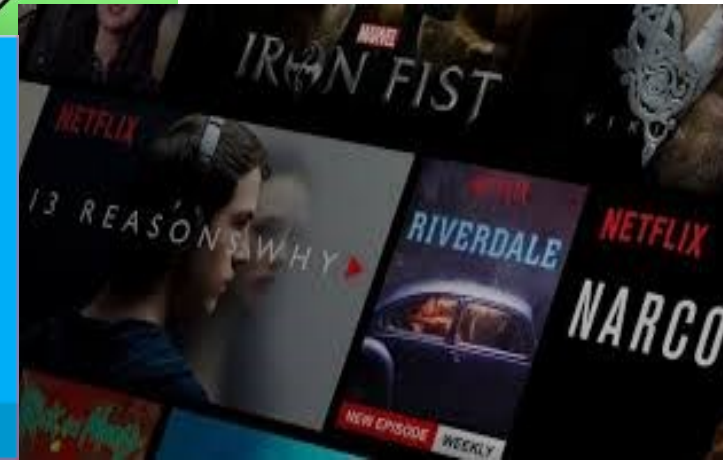 MARVEL
IRON FIST
NETFLIX
13 REASONS WHY
NETFLIX
RIVERDALE
NEW EPISODE WEEKLY
NETFLIX
NARCO